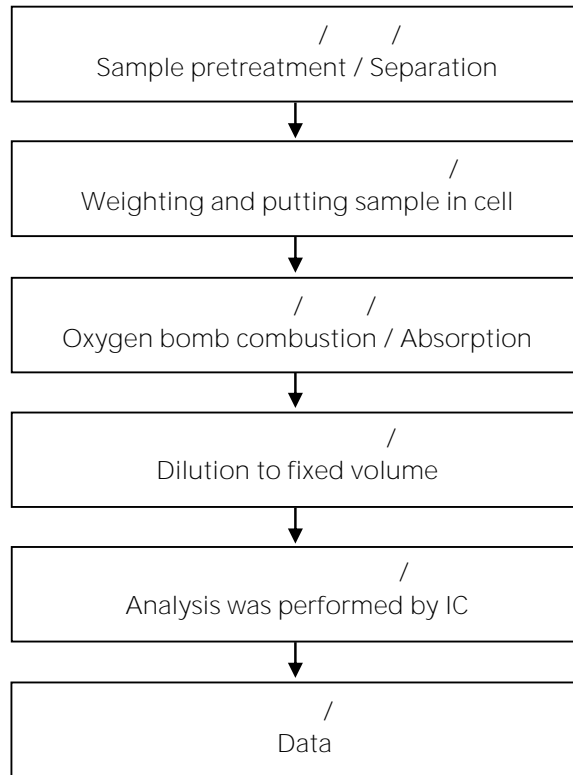 / /
Sample pretreatment / Separation
/
Weighting and putting sample in cell
/ /
Oxygen bomb combustion / Absorption
/
Dilution to fixed volume
/
Analysis was performed by IC
/
Data